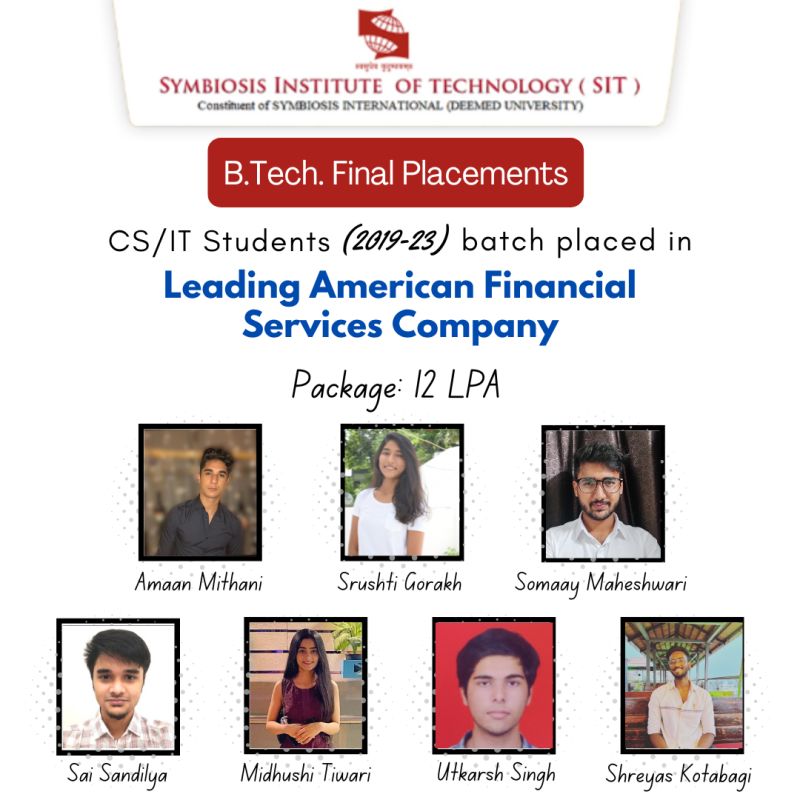 वसुधैव कुटुम्बकम्
SYMBIOSIS INSTITUTE OF TECHNOLOGY ( SIT )
Constituent of SYMBIOSIS INTERNATIONAL (DEEMED UNIVERSITY)
B.Tech. Final Placements
CS/IT Students (2019-23) batch placed in
Leading American Financial
Services Company
Package: 12 LPA
Amaan Mithani Srushti Gorakh Somaay Maheshwari
Sai Sandilya Midhushi Tiwari Utkarsh Singh Shreyas Kotabagi